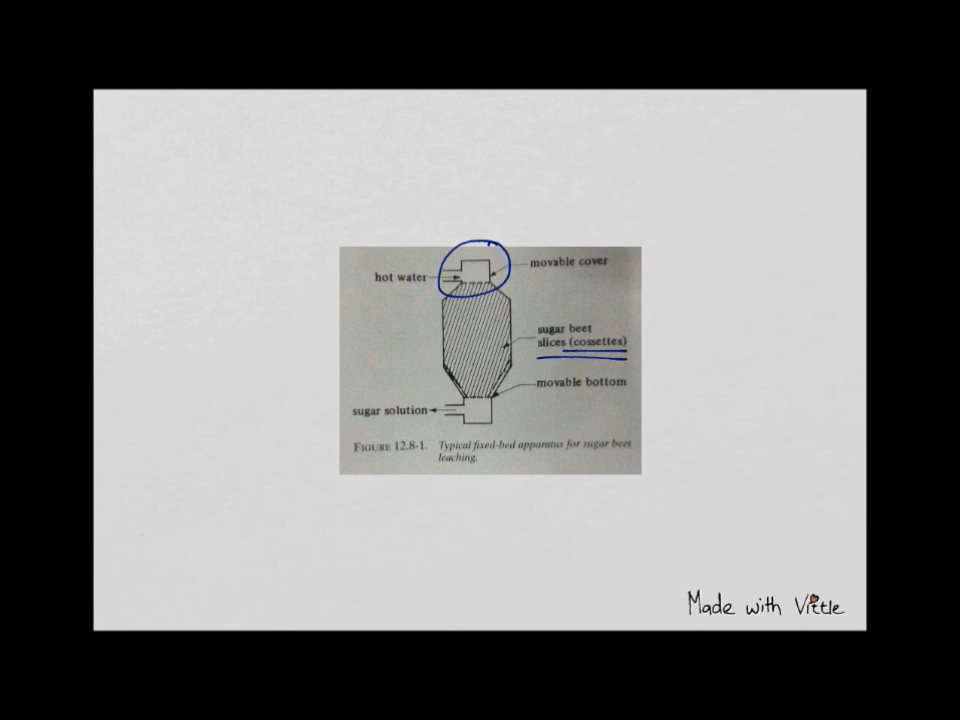 movable cover
hot water
sugar beet
slices (cossettes)
movable bottom
sugar solution
FIGURE 12.8-1. Typical fixed-bed apparatus for sugar beet
leaching.
Made with Vittle